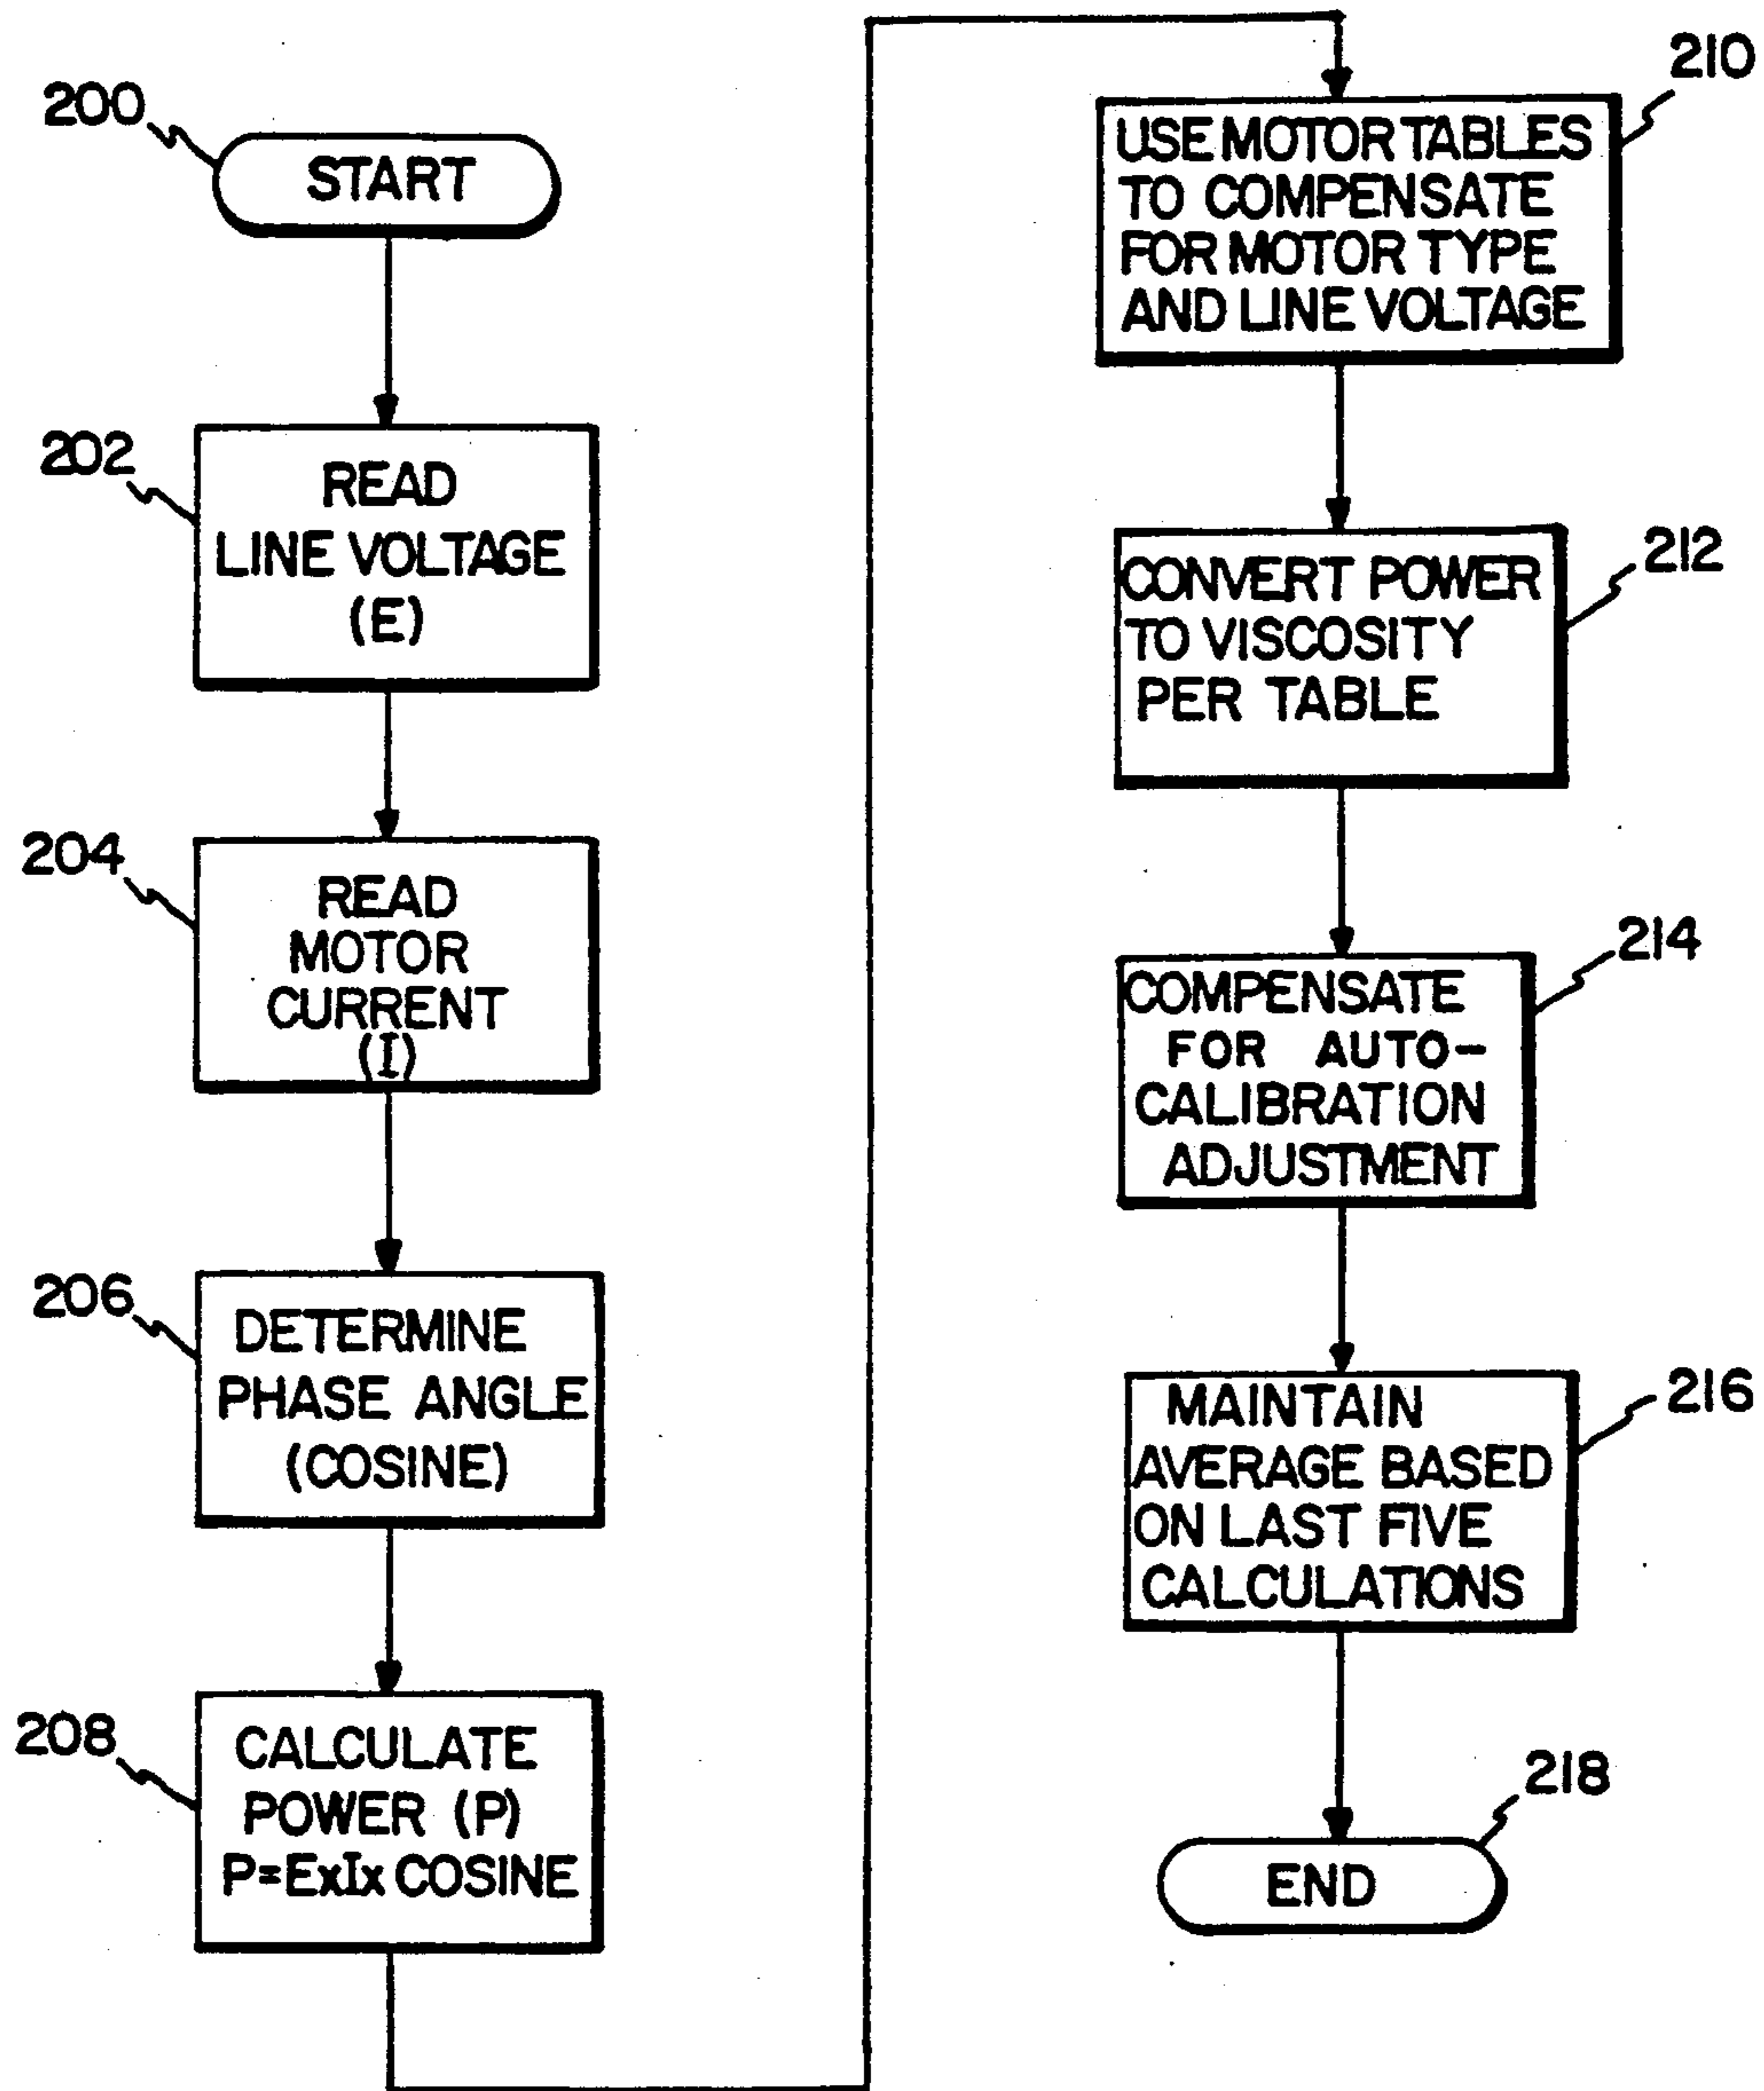 200
START
202
READ
LINE VOLTAGE
(E)
204
READ
MOTOR
CURRENT
(I)
206
DETERMINE
PHASE ANGLE
(COSINE)
208
CALCULATE
POWER (P)
P=ExIx COSINE
210
USE MOTOR TABLES
TO COMPENSATE
FOR MOTOR TYPE
AND LINE VOLTAGE
212
CONVERT POWER
TO VISCOSITY
PER TABLE
214
COMPENSATE
FOR AUTO-
CALIBRATION
ADJUSTMENT
216
MAINTAIN
AVERAGE BASED
ON LAST FIVE
CALCULATIONS
218
END